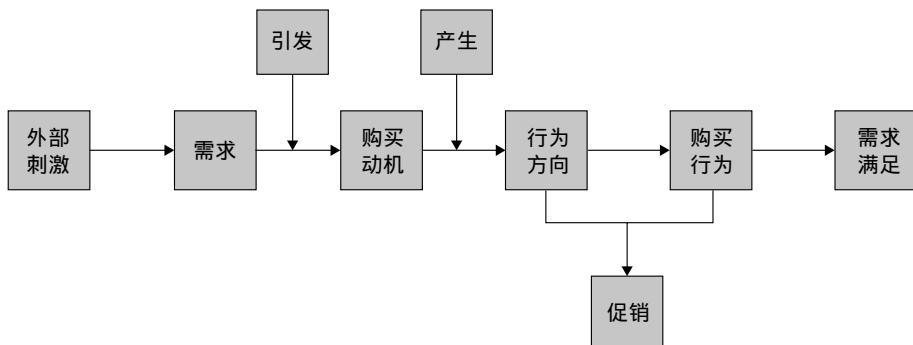 引发
产生
外部
刺激
需求
购买
动机
行为
方向
购买
行为
需求
满足
促销